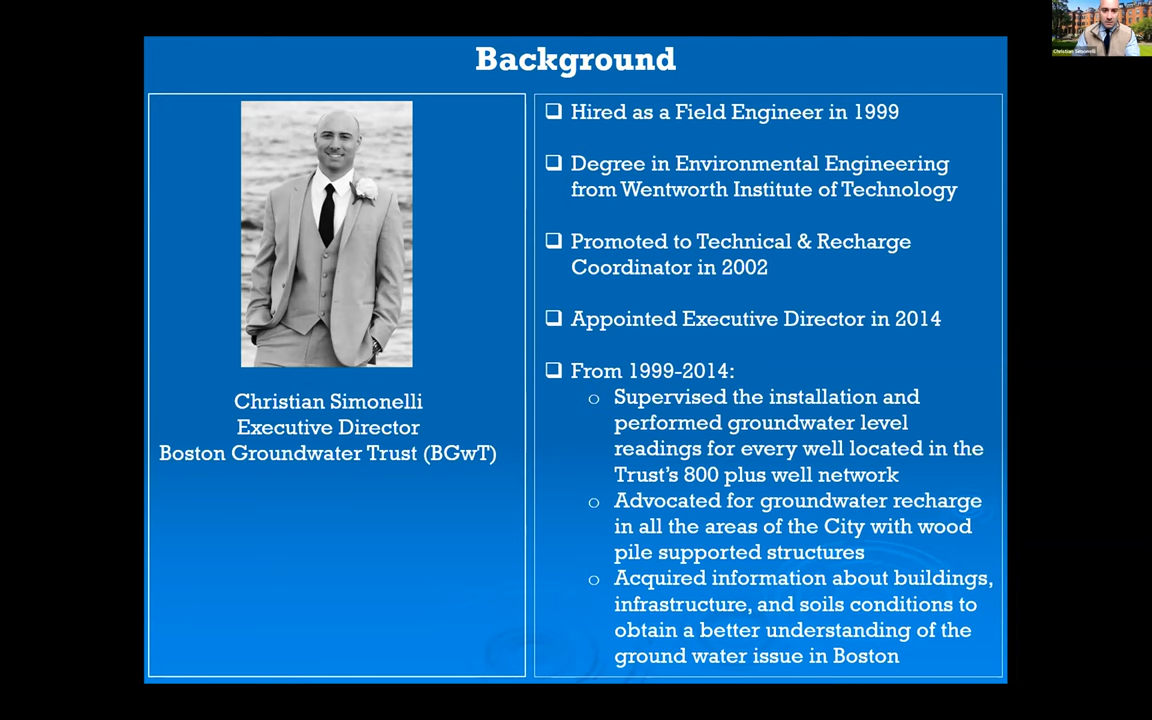 Background
Christian Simonelli
Executive Director
Boston Groundwater Trust (BGwT)
Hired as a Field Engineer in 1999
Degree in Environmental Engineering
from Wentworth Institute of Technology
Promoted to Technical & Recharge
Coordinator in 2002
Appointed Executive Director in 2014
From 1999-2014:
Supervised the installation and
performed groundwater level
readings for every well located in the
Trust's 800 plus well network
Advocated for groundwater recharge
in all the areas of the City with wood
pile supported structures
Acquired information about buildings,
infrastructure, and soils conditions to
obtain a better understanding of the
ground water issue in Boston
Christian Simonelli